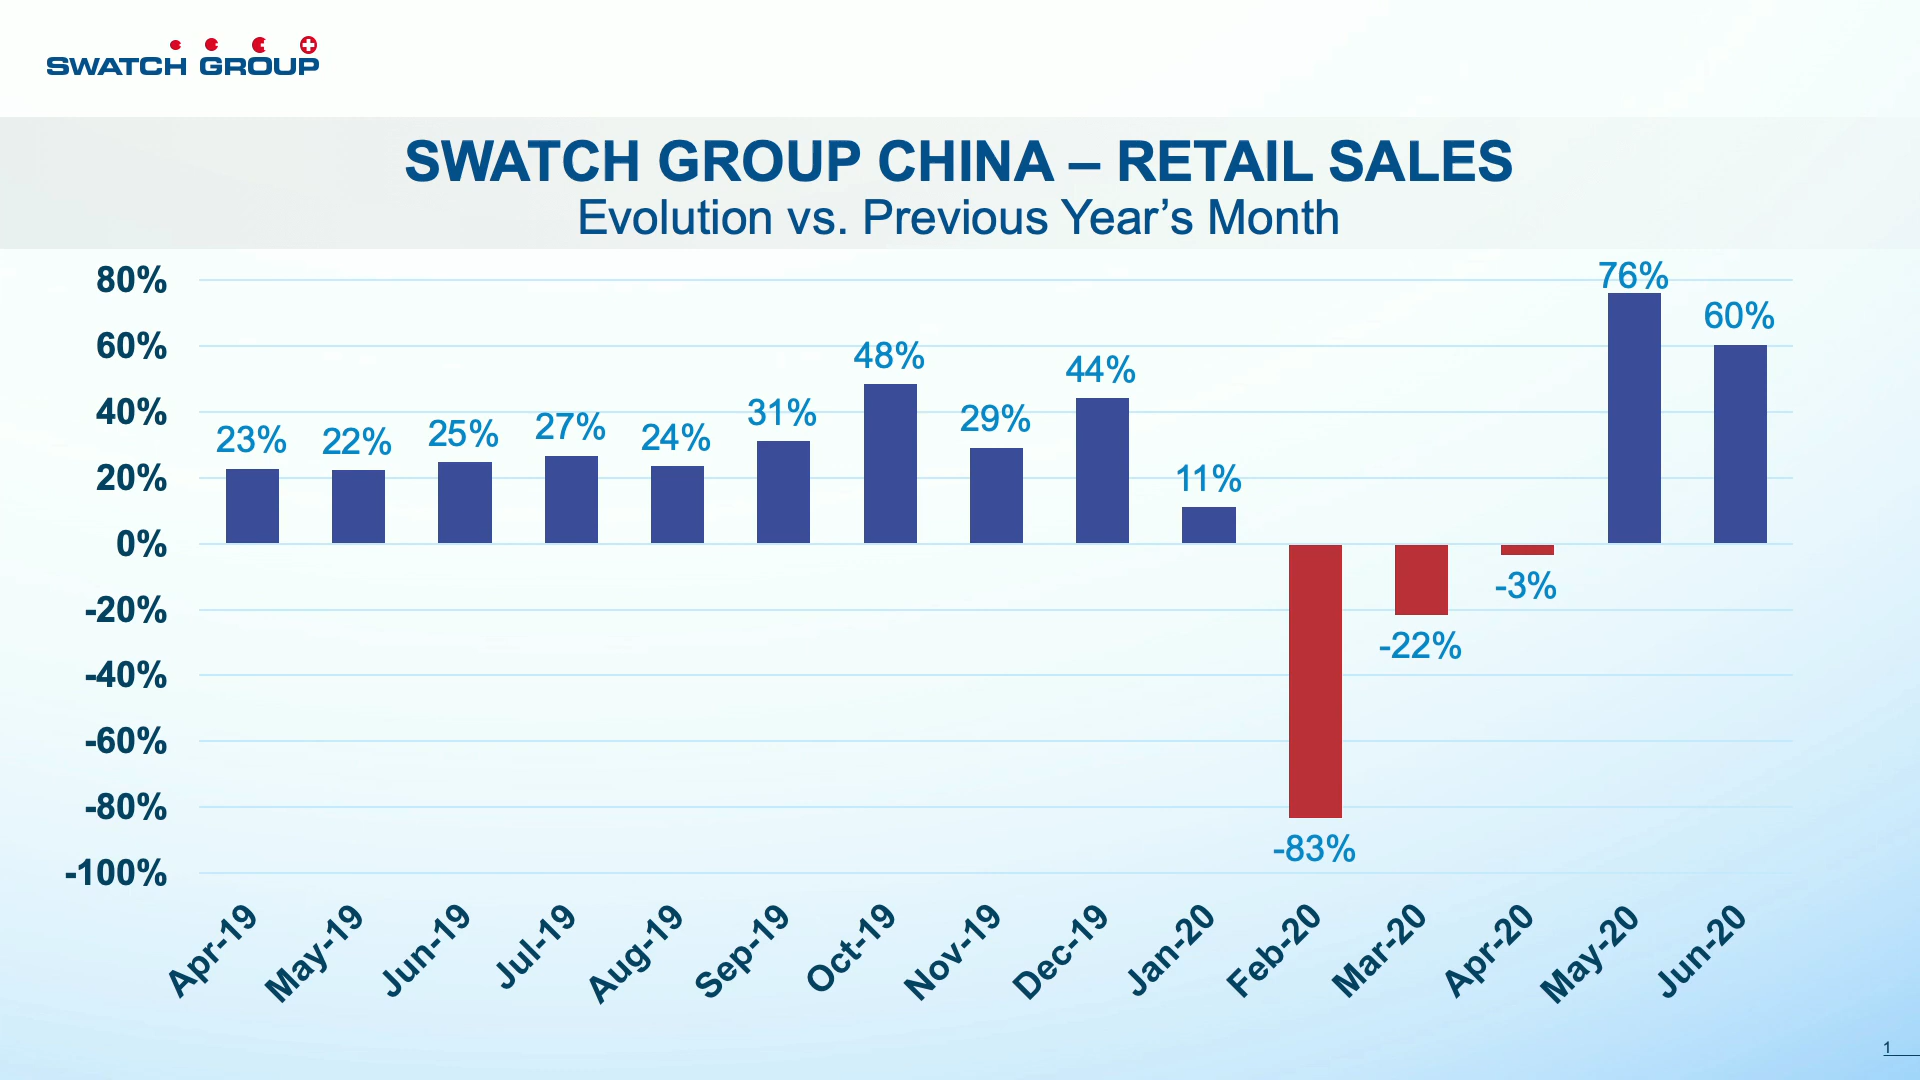 SWATCH GROUP
SWATCH GROUP CHINA – RETAIL SALES
Evolution vs. Previous Year’s Month
80%
60%
40%
20%
0%
-20%
-40%
-60%
-80%
-100%
23%
22%
25%
27%
24%
31%
48%
29%
44%
11%
-83%
-22%
-3%
76%
60%
Apr-19
May-19
Jun-19
Jul-19
Aug-19
Sep-19
Oct-19
Nov-19
Dec-19
Jan-20
Feb-20
Mar-20
Apr-20
May-20
Jun-20
1